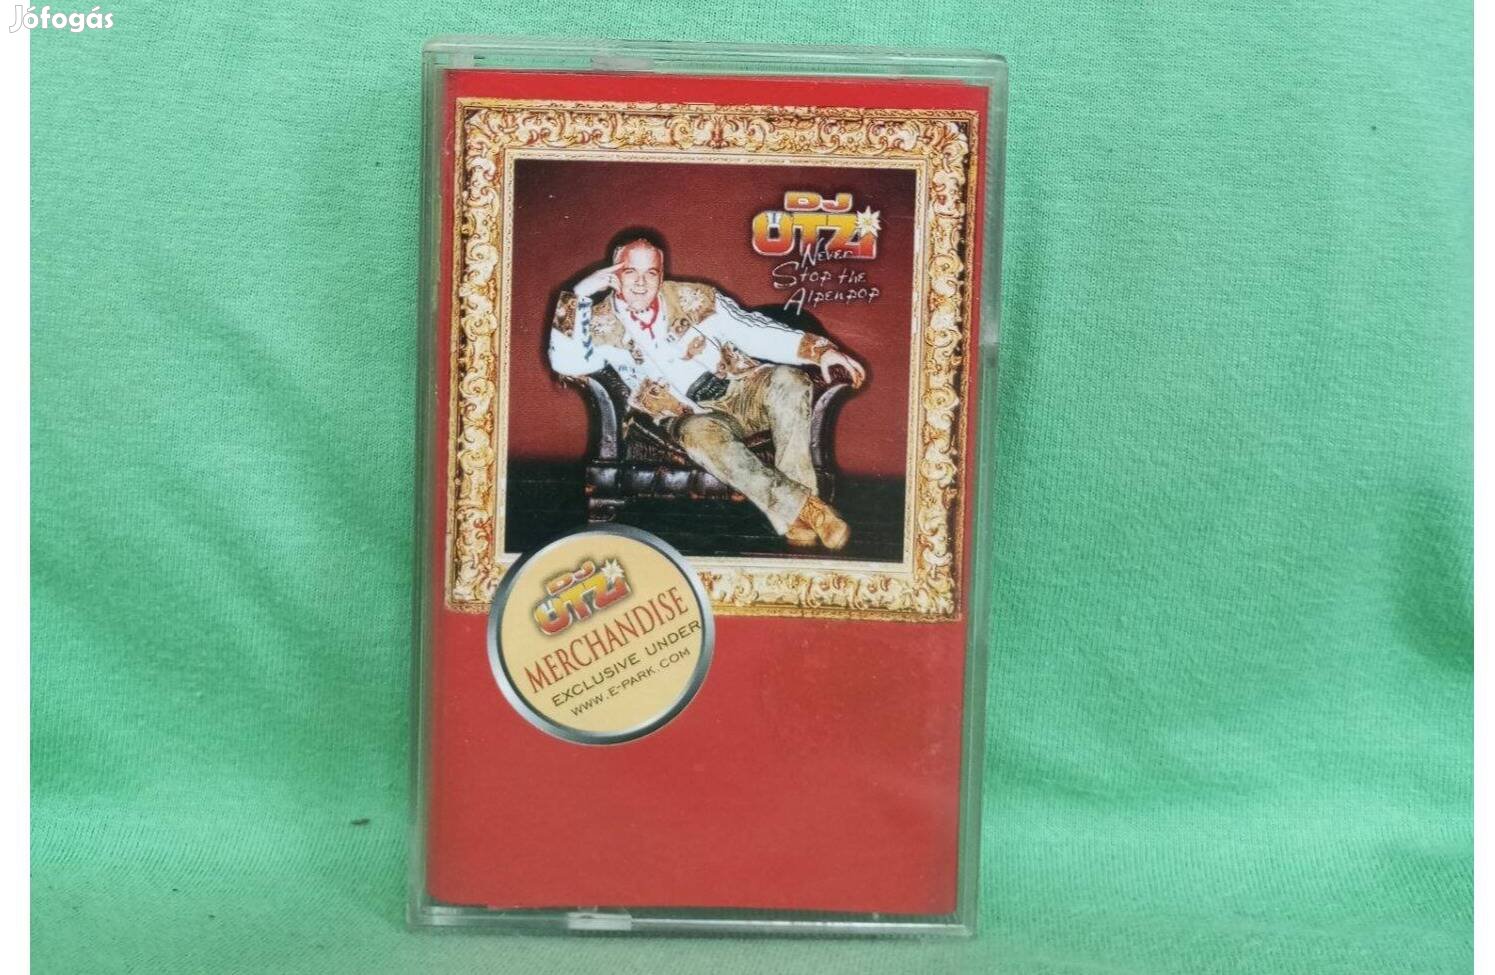 Jófogás
DJ
ÖTZi
Never
Stop the
Alpenpop
DJ
ÖTZi
MERCHANDISE
EXCLUSIVE UNDER
WWW.E-PARK.COM